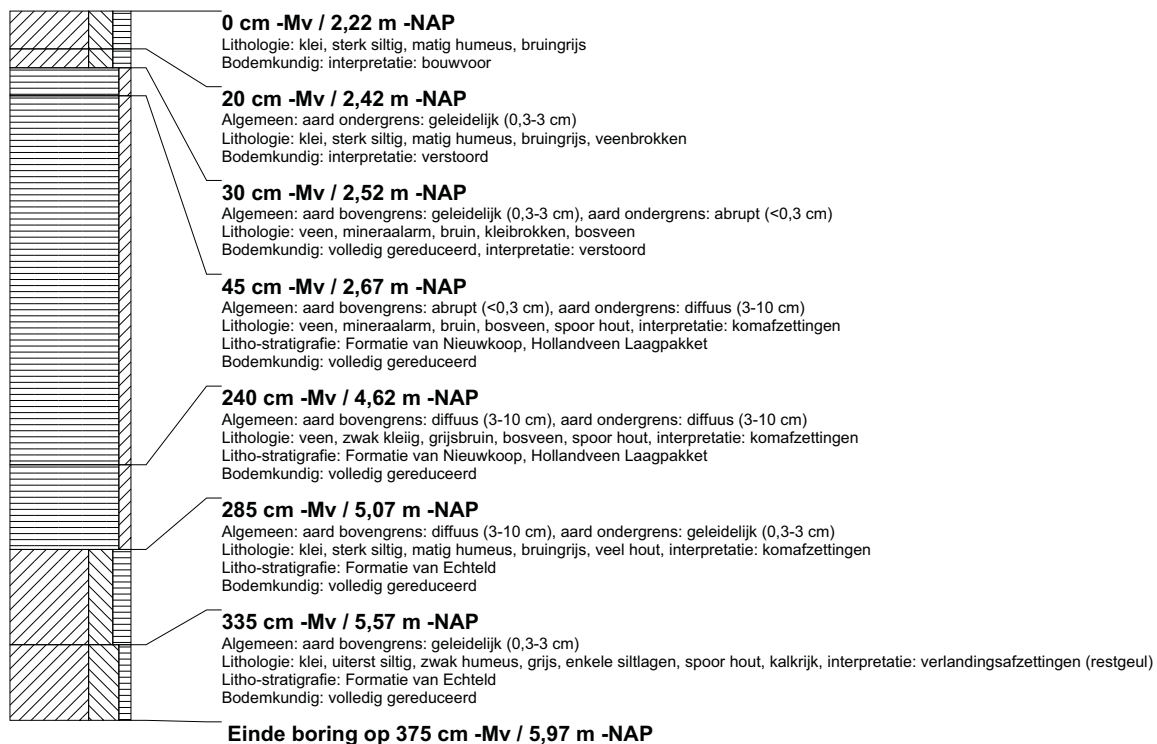 0 cm -Mv / 2,22 m -NAP
Lithologie: klei, sterk siltig, matig humeus, bruingrijs
Bodemkundig: interpretatie: bouwvoor
20 cm -Mv / 2,42 m -NAP
Algemeen: aard ondergrens: geleidelijk (0,3-3 cm)
Lithologie: klei, sterk siltig, matig humeus, bruingrijs, veenbrokken
Bodemkundig: interpretatie: verstoord
30 cm -Mv / 2,52 m -NAP
Algemeen: aard bovengrens: geleidelijk (0,3-3 cm), aard ondergrens: abrupt (<0,3 cm)
Lithologie: veen, mineraalarm, bruin, kleibrokken, bosveen
Bodemkundig: volledig gereduceerd, interpretatie: verstoord
45 cm -Mv / 2,67 m -NAP
Algemeen: aard bovengrens: abrupt (<0,3 cm), aard ondergrens: diffuus (3-10 cm)
Lithologie: veen, mineraalarm, bruin, bosveen, spoor hout, interpretatie: komafzettingen
Litho-stratigrafie: Formatie van Nieuwkoop, Hollandveen Laagpakket
Bodemkundig: volledig gereduceerd
240 cm -Mv / 4,62 m -NAP
Algemeen: aard bovengrens: diffuus (3-10 cm), aard ondergrens: diffuus (3-10 cm)
Lithologie: veen, zwak kleiig, grijsbruin, bosveen, spoor hout, interpretatie: komafzettingen
Litho-stratigrafie: Formatie van Nieuwkoop, Hollandveen Laagpakket
Bodemkundig: volledig gereduceerd
285 cm -Mv / 5,07 m -NAP
Algemeen: aard bovengrens: diffuus (3-10 cm), aard ondergrens: geleidelijk (0,3-3 cm)
Lithologie: klei, sterk siltig, matig humeus, bruingrijs, veel hout, interpretatie: komafzettingen
Litho-stratigrafie: Formatie van Echteld
Bodemkundig: volledig gereduceerd
335 cm -Mv / 5,57 m -NAP
Algemeen: aard bovengrens: geleidelijk (0,3-3 cm)
Lithologie: klei, uiterst siltig, zwak humeus, grijs, enkele siltlagen, spoor hout, kalkrijk, interpretatie: verlandingsafzettingen (restgeul)
Litho-stratigrafie: Formatie van Echteld
Bodemkundig: volledig gereduceerd
Einde boring op 375 cm -Mv / 5,97 m -NAP